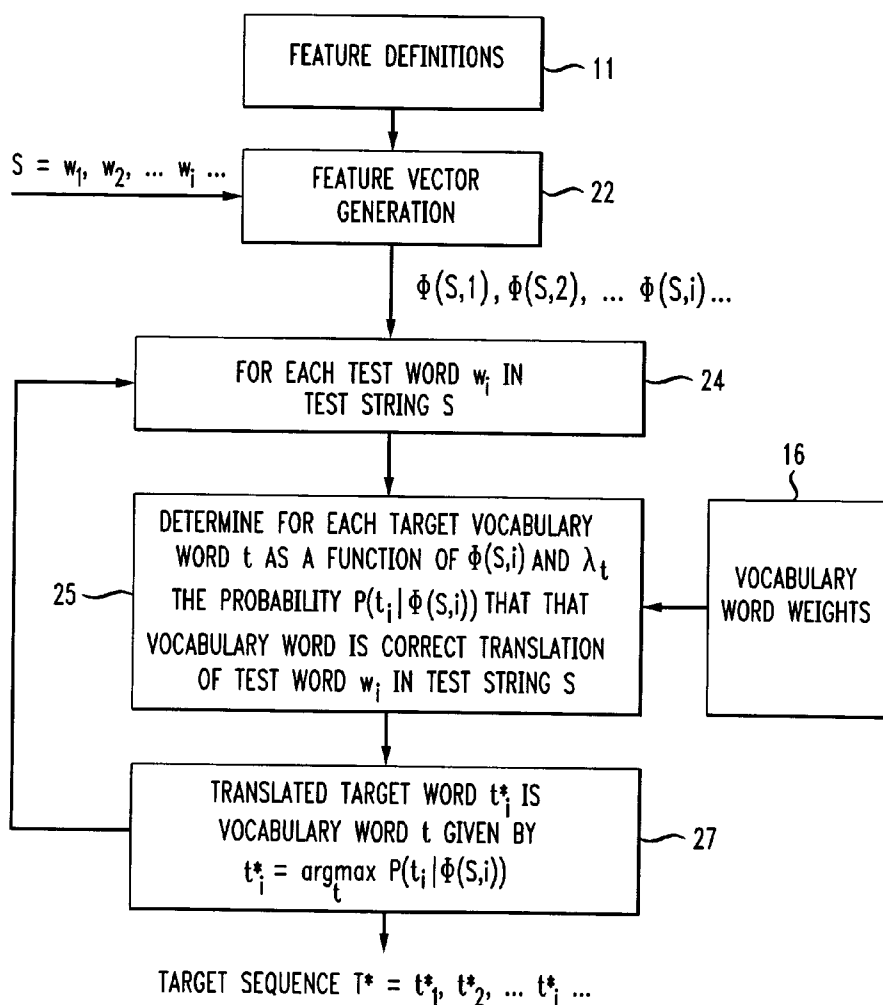 FEATURE DEFINITIONS
11
S = w₁, w₂, ... wᵢ ...
FEATURE VECTOR
GENERATION
22
Φ(S,1), Φ(S,2), ... Φ(S,i)...
FOR EACH TEST WORD wᵢ IN
TEST STRING S
24
16
DETERMINE FOR EACH TARGET VOCABULARY
WORD t AS A FUNCTION OF Φ(S,i) AND λₜ
THE PROBABILITY P(tᵢ|Φ(S,i)) THAT THAT
VOCABULARY WORD IS CORRECT TRANSLATION
OF TEST WORD wᵢ IN TEST STRING S
25
VOCABULARY
WORD WEIGHTS
TRANSLATED TARGET WORD t*ᵢ IS
VOCABULARY WORD t GIVEN BY
t*ᵢ = argmax P(tᵢ|Φ(S,i))
t
27
TARGET SEQUENCE T* = t*₁, t*₂, ... t*ᵢ ...